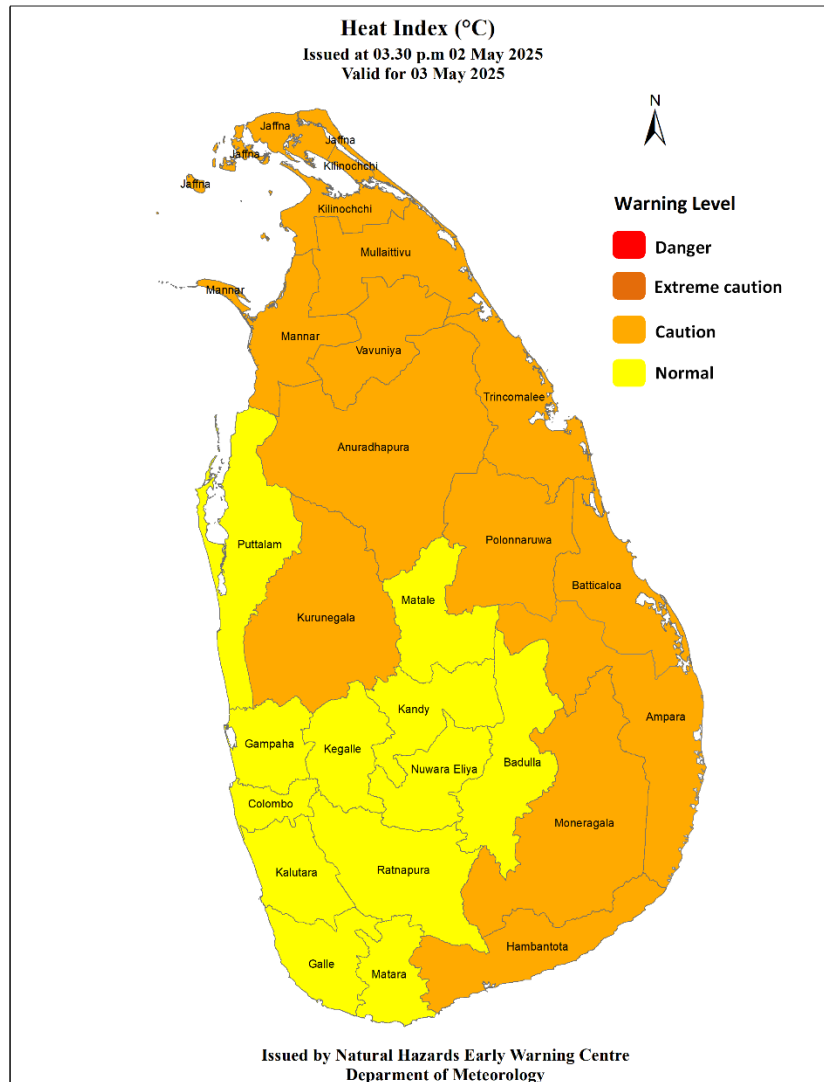 Heat Index (°C)
Issued at 03.30 p.m 02 May 2025
Valid for 03 May 2025
N
Jaffna
Jaffna
Jaffna
Jaffna
Kilinochchi
Kilinochchi
Mullaittivu
Mannar
Mannar
Vavuniya
Trincomalee
Anuradhapura
Puttalam
Polonnaruwa
Batticaloa
Matale
Kurunegala
Kandy
Ampara
Gampaha
Kegalle
Nuwara Eliya
Badulla
Colombo
Moneragala
Kalutara
Ratnapura
Hambantota
Galle
Matara
Warning Level
Danger
Extreme caution
Caution
Normal
Issued by Natural Hazards Early Warning Centre
Deparment of Meteorology